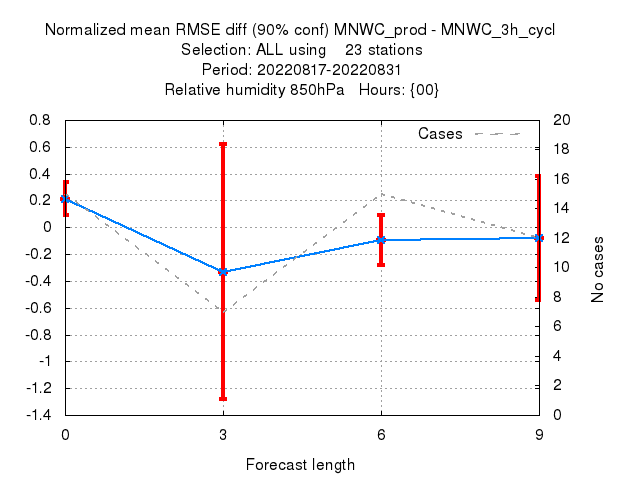 Normalized mean RMSE diff (90% conf) MNWC_prod - MNWC_3h_cycl
Selection: ALL using    23 stations
Period: 20220817-20220831
Relative humidity 850hPa   Hours: {00}
Cases
0.8
0.6
0.4
0.2
0
-0.2
-0.4
-0.6
-0.8
-1
-1.2
-1.4
20
18
16
14
12
10
8
6
4
2
0
No cases
0 3 6 9
Forecast length